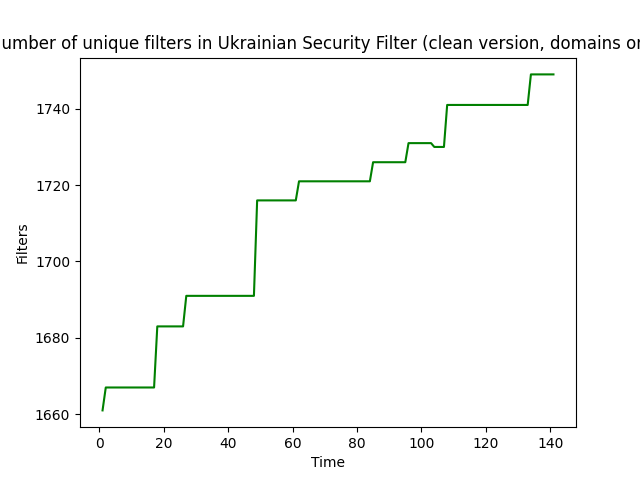 umber of unique filters in Ukrainian Security Filter (clean version, domains or
1740
1720
1700
1680
1660
Filters
0 20 40 60 80 100 120 140
Time